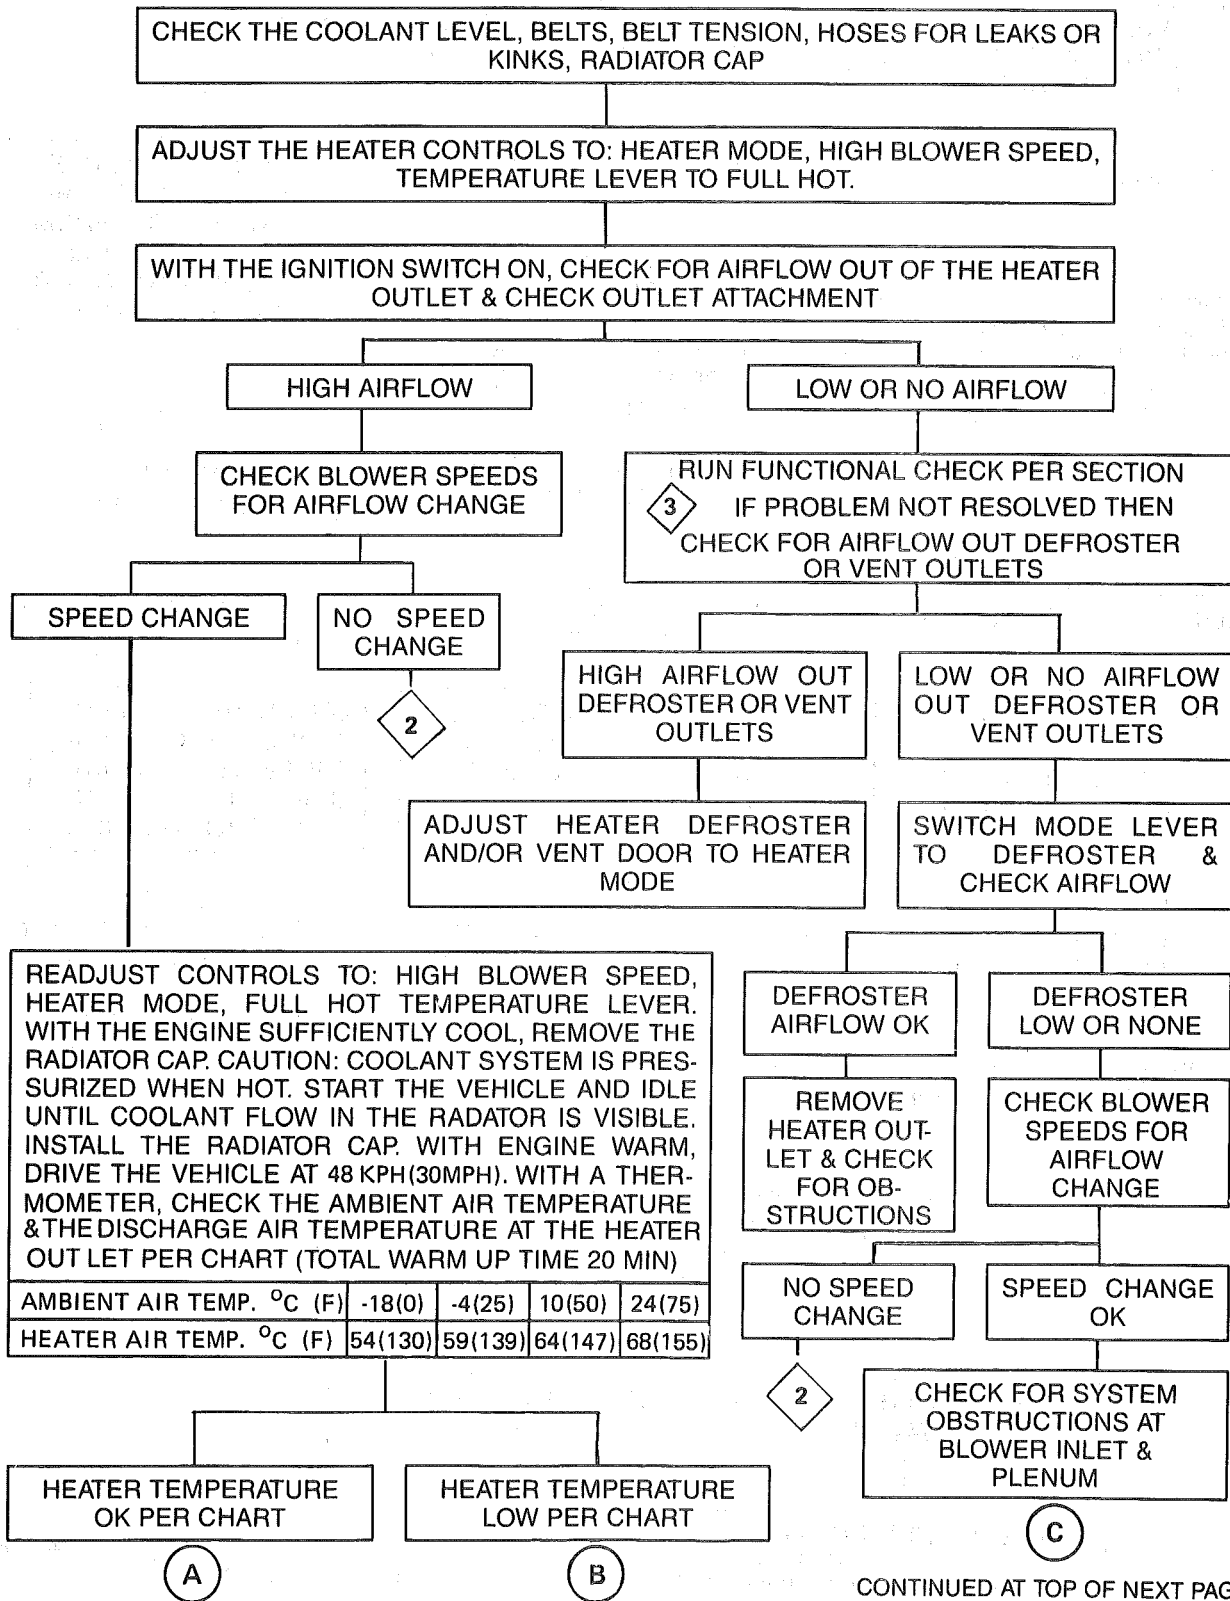 CHECK THE COOLANT LEVEL, BELTS, BELT TENSION, HOSES FOR LEAKS OR
KINKS, RADIATOR CAP
ADJUST THE HEATER CONTROLS TO: HEATER MODE, HIGH BLOWER SPEED,
TEMPERATURE LEVER TO FULL HOT.
WITH THE IGNITION SWITCH ON, CHECK FOR AIRFLOW OUT OF THE HEATER
OUTLET & CHECK OUTLET ATTACHMENT
HIGH AIRFLOW
LOW OR NO AIRFLOW
CHECK BLOWER SPEEDS
FOR AIRFLOW CHANGE
RUN FUNCTIONAL CHECK PER SECTION
3 IF PROBLEM NOT RESOLVED THEN
CHECK FOR AIRFLOW OUT DEFROSTER
OR VENT OUTLETS
SPEED CHANGE
NO SPEED
CHANGE
2
HIGH AIRFLOW OUT
DEFROSTER OR VENT
OUTLETS
LOW OR NO AIRFLOW
OUT DEFROSTER OR
VENT OUTLETS
ADJUST HEATER DEFROSTER
AND/OR VENT DOOR TO HEATER
MODE
SWITCH MODE LEVER
TO DEFROSTER &
CHECK AIRFLOW
READJUST CONTROLS TO: HIGH BLOWER SPEED,
HEATER MODE, FULL HOT TEMPERATURE LEVER.
WITH THE ENGINE SUFFICIENTLY COOL, REMOVE THE
RADIATOR CAP. CAUTION: COOLANT SYSTEM IS PRES-
SURIZED WHEN HOT. START THE VEHICLE AND IDLE
UNTIL COOLANT FLOW IN THE RADATOR IS VISIBLE.
INSTALL THE RADIATOR CAP. WITH ENGINE WARM,
DRIVE THE VEHICLE AT 48 KPH(30MPH). WITH A THER-
MOMETER, CHECK THE AMBIENT AIR TEMPERATURE
&THE DISCHARGE AIR TEMPERATURE AT THE HEATER
OUT LET PER CHART (TOTAL WARM UP TIME 20 MIN)
AMBIENT AIR TEMP. °C (F) -18(0) -4(25) 10(50) 24(75)
HEATER AIR TEMP. °C (F) 54(130) 59(139) 64(147) 68(155)
DEFROSTER
AIRFLOW OK
DEFROSTER
LOW OR NONE
REMOVE
HEATER OUT-
LET & CHECK
FOR OB-
STRUCTIONS
CHECK BLOWER
SPEEDS FOR
AIRFLOW
CHANGE
NO SPEED
CHANGE
SPEED CHANGE
OK
2
CHECK FOR SYSTEM
OBSTRUCTIONS AT
BLOWER INLET &
PLENUM
HEATER TEMPERATURE
OK PER CHART
HEATER TEMPERATURE
LOW PER CHART
A
B
C
CONTINUED AT TOP OF NEXT PAG